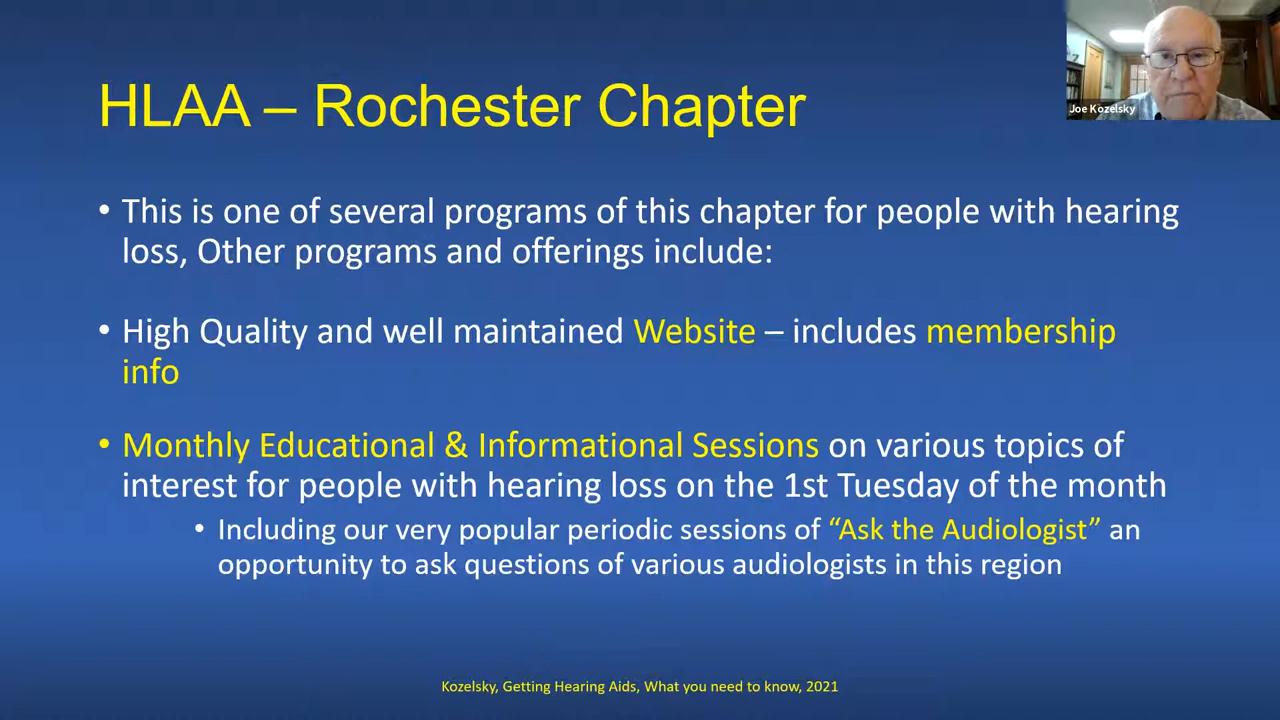 HLAA – Rochester Chapter
Joe Kozelsky
• This is one of several programs of this chapter for people with hearing
loss, Other programs and offerings include:
• High Quality and well maintained Website – includes membership
info
• Monthly Educational & Informational Sessions on various topics of
interest for people with hearing loss on the 1st Tuesday of the month
• Including our very popular periodic sessions of “Ask the Audiologist” an
opportunity to ask questions of various audiologists in this region
Kozelsky, Getting Hearing Aids, What you need to know, 2021